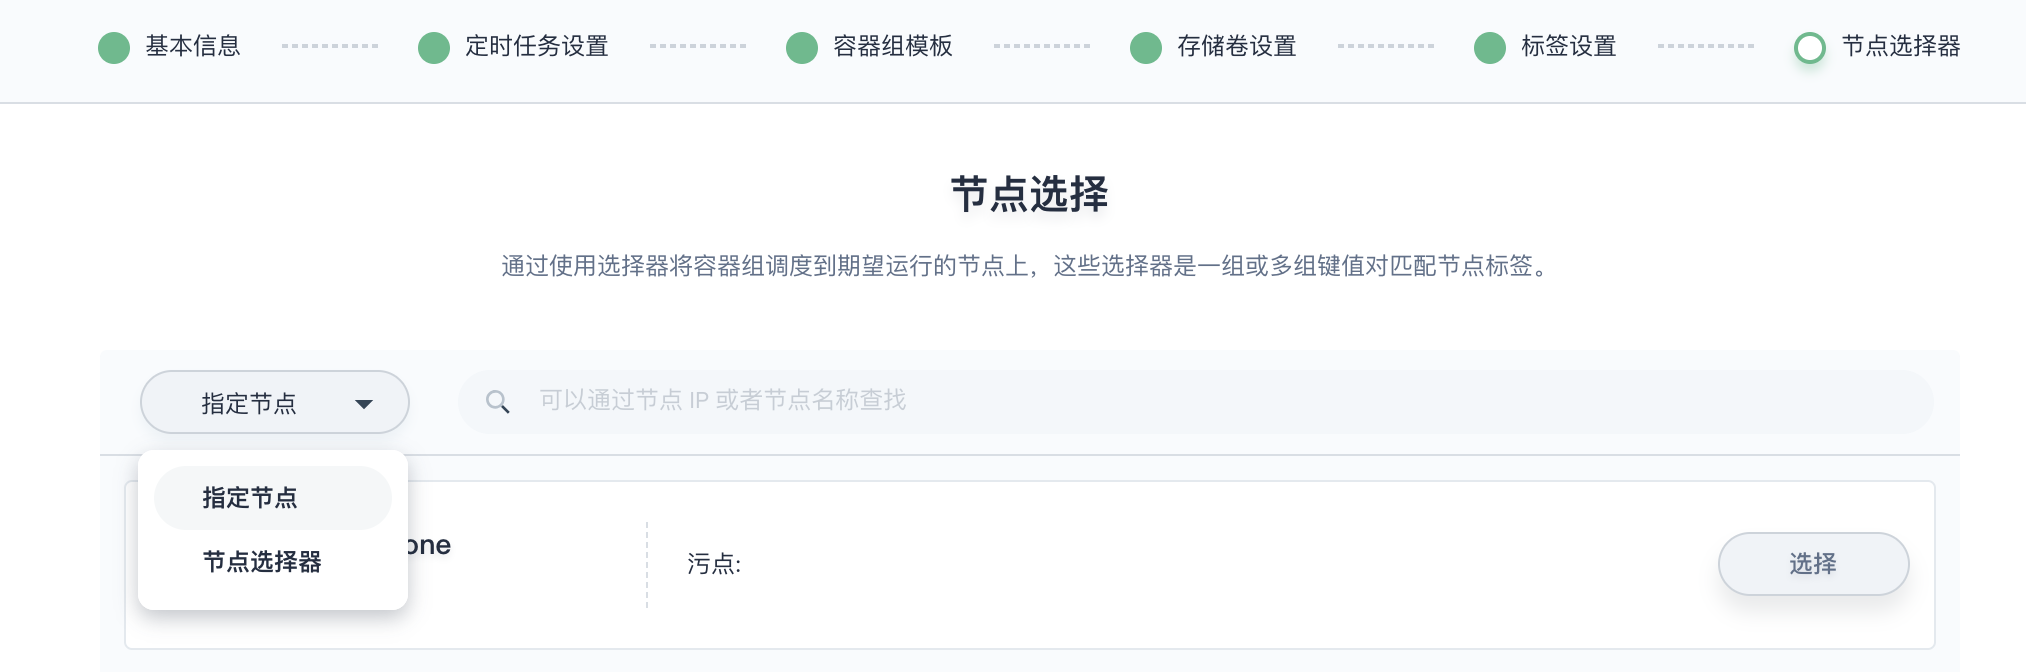 基本信息
定时任务设置
容器组模板
存储卷设置
标签设置
节点选择器
节点选择
通过使用选择器将容器组调度到期望运行的节点上，这些选择器是一组或多组键值对匹配节点标签。
指定节点
可以通过节点 IP 或者节点名称查找
指定节点
节点选择器
one
污点:
选择